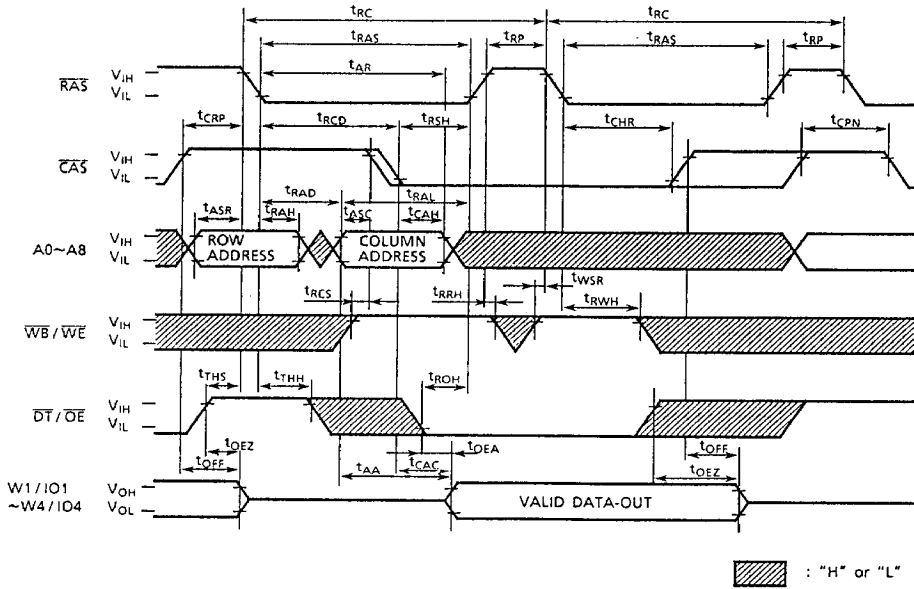 tRC tRC
tRAS tRP tRAS tRP
tAR
RAS VIH
VIL
tCRP tRCD tRSH tCHR tCPN
CAS VIH
VIL
tRAD tRAL
tASR tRAH tASC tCAH
A0~A8 VIH
VIL
ROW ADDRESS
COLUMN ADDRESS
tRCS tRRH tWSR tRWH
WB/WE VIH
VIL
tTHS tTHH tROH
DT/OE VIH
VIL
tOEZ tOEA tOFF
tOFF tAA tCAC tOEZ
W1/IO1
~W4/IO4
VOH
VOL
VALID DATA-OUT
: "H" or "L"